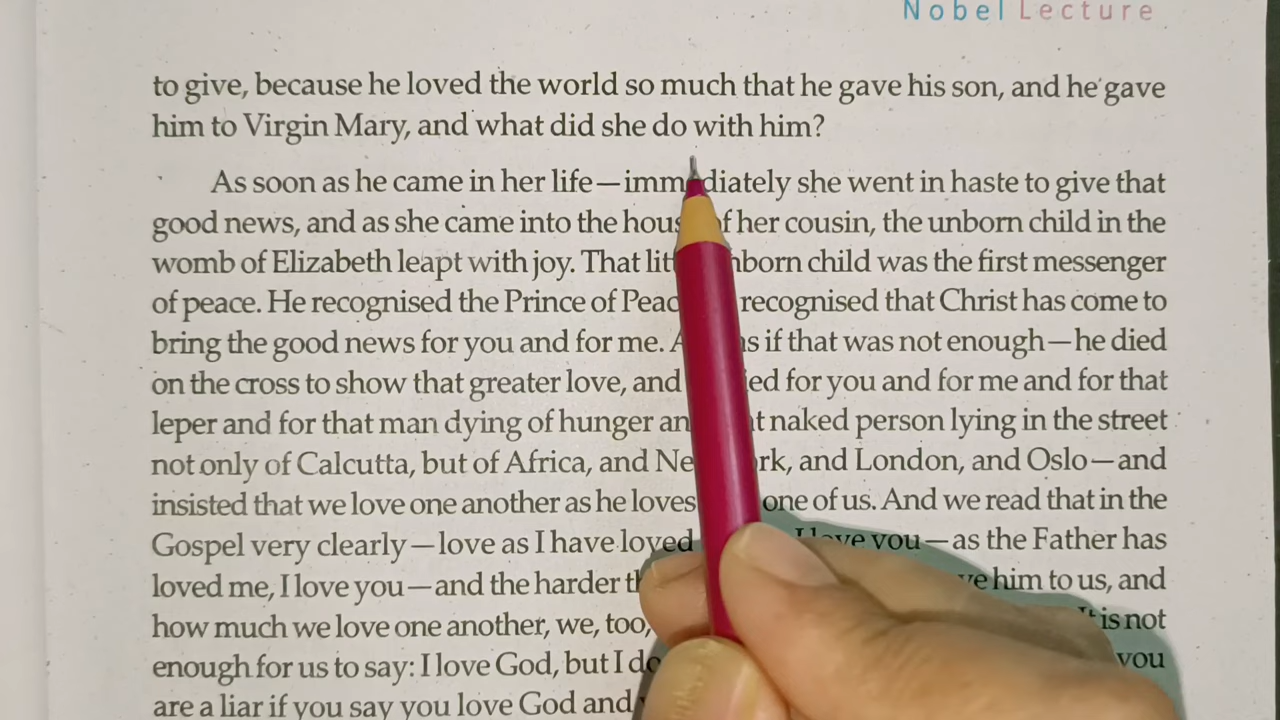 Nobel Lecture
to give, because he loved the world so much that he gave his son, and he gave
him to Virgin Mary, and what did she do with him?
As soon as he came in her life—immediately she went in haste to give that
good news, and as she came into the house of her cousin, the unborn child in the
womb of Elizabeth leapt with joy. That unborn child was the first messenger
of peace. He recognised the Prince of Peace recognised that Christ has come to
bring the good news for you and for me. as if that was not enough—he died
on the cross to show that greater love, and died for you and for me and for that
leper and for that man dying of hunger and that naked person lying in the street
not only of Calcutta, but of Africa, and New York, and London, and Oslo—and
insisted that we love one another as he loves one of us. And we read that in the
Gospel very clearly—love as I have loved I love you—as the Father has
loved me, I love you—and the harder him to us, and
how much we love one another, we, too, It is not
enough for us to say: I love God, but I do you
are a liar if you say you love God and